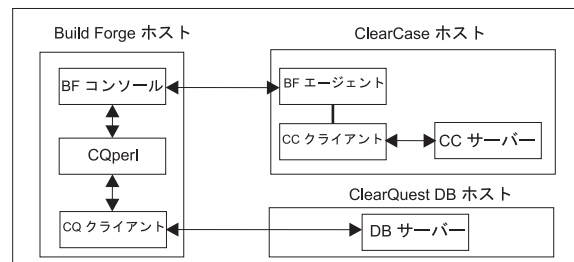 Build Forge ホスト
ClearCase ホスト
BF コンソール
BF エージェント
CQperl
CC クライアント
CC サーバー
ClearQuest DB ホスト
CQ クライアント
DB サーバー